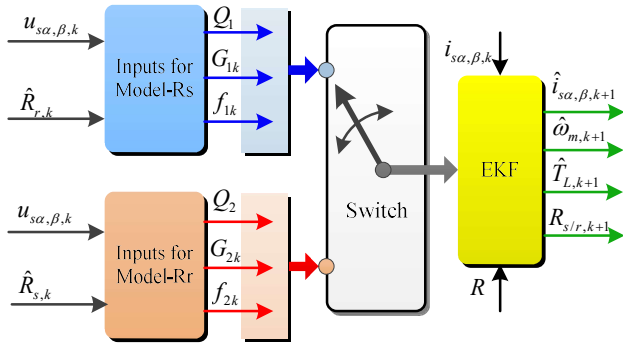 u_{sα,β,k}
R̂_{r,k}
Inputs for
Model-Rs
Q_1
G_{1k}
f_{1k}
u_{sα,β,k}
R̂_{s,k}
Inputs for
Model-Rr
Q_2
G_{2k}
f_{2k}
Switch
i_{sα,β,k}
EKF
R
î_{sα,β,k+1}
ω̂_{m,k+1}
T̂_{L,k+1}
R_{s/r,k+1}